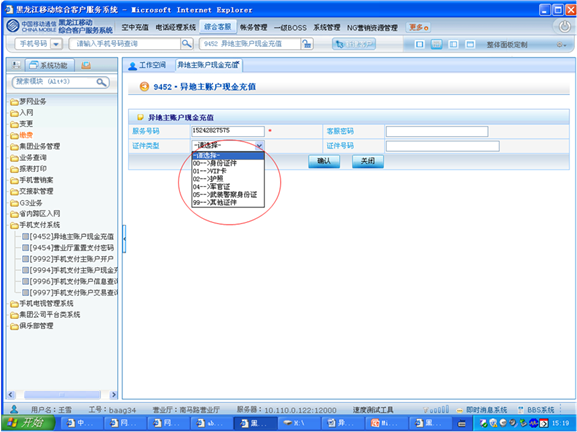 黑龙江移动综合客户服务系统 - Microsoft Internet Explorer
中国移动通信 CHINA MOBILE 黑龙江移动 综合客户服务系统 空中充值 电话经理系统 综合客服 帐务管理 一级BOSS 系统管理 NG营销资源管理 更多
手机号码 请输入手机号码查询 9452 异地主账户现金充值 整体面板定制
系统功能 工作空间 异地主账户现金充值
搜索模块 (Alt+3)
9452·异地主账户现金充值
梦网业务
入网
变更
缴费
集团业务管理
业务查询
报表打印
手机营销案
交接款管理
G3业务
省内跨区入网
手机支付系统
[9452]异地主账户现金充值
[9454]营业厅重置支付密码
[9992]手机支付主账户开户
[9994]手机支付主账户现金充
[9996]手机支付账户信息查询
[9997]手机支付账户交易查询
手机电视管理系统
集团公司平台类系统
俱乐部管理
异地主账户现金充值
服务号码 15242827575 * 客服密码
证件类型 -请选择- 证件号码
-请选择-
00-->身份证件
01-->VIP卡
02-->护照
04-->军官证
05-->武装警察身份证
99-->其他证件
确认 关闭
用户名：王雪 工号：baag34 营业厅：南马路营业厅 服务器：10.110.0.122:12000 速度测试工具 即时消息系统 BBS系统
开始 中... 网... 网... ub... 黑... H:\ 异... Mi... 黑... 15:19